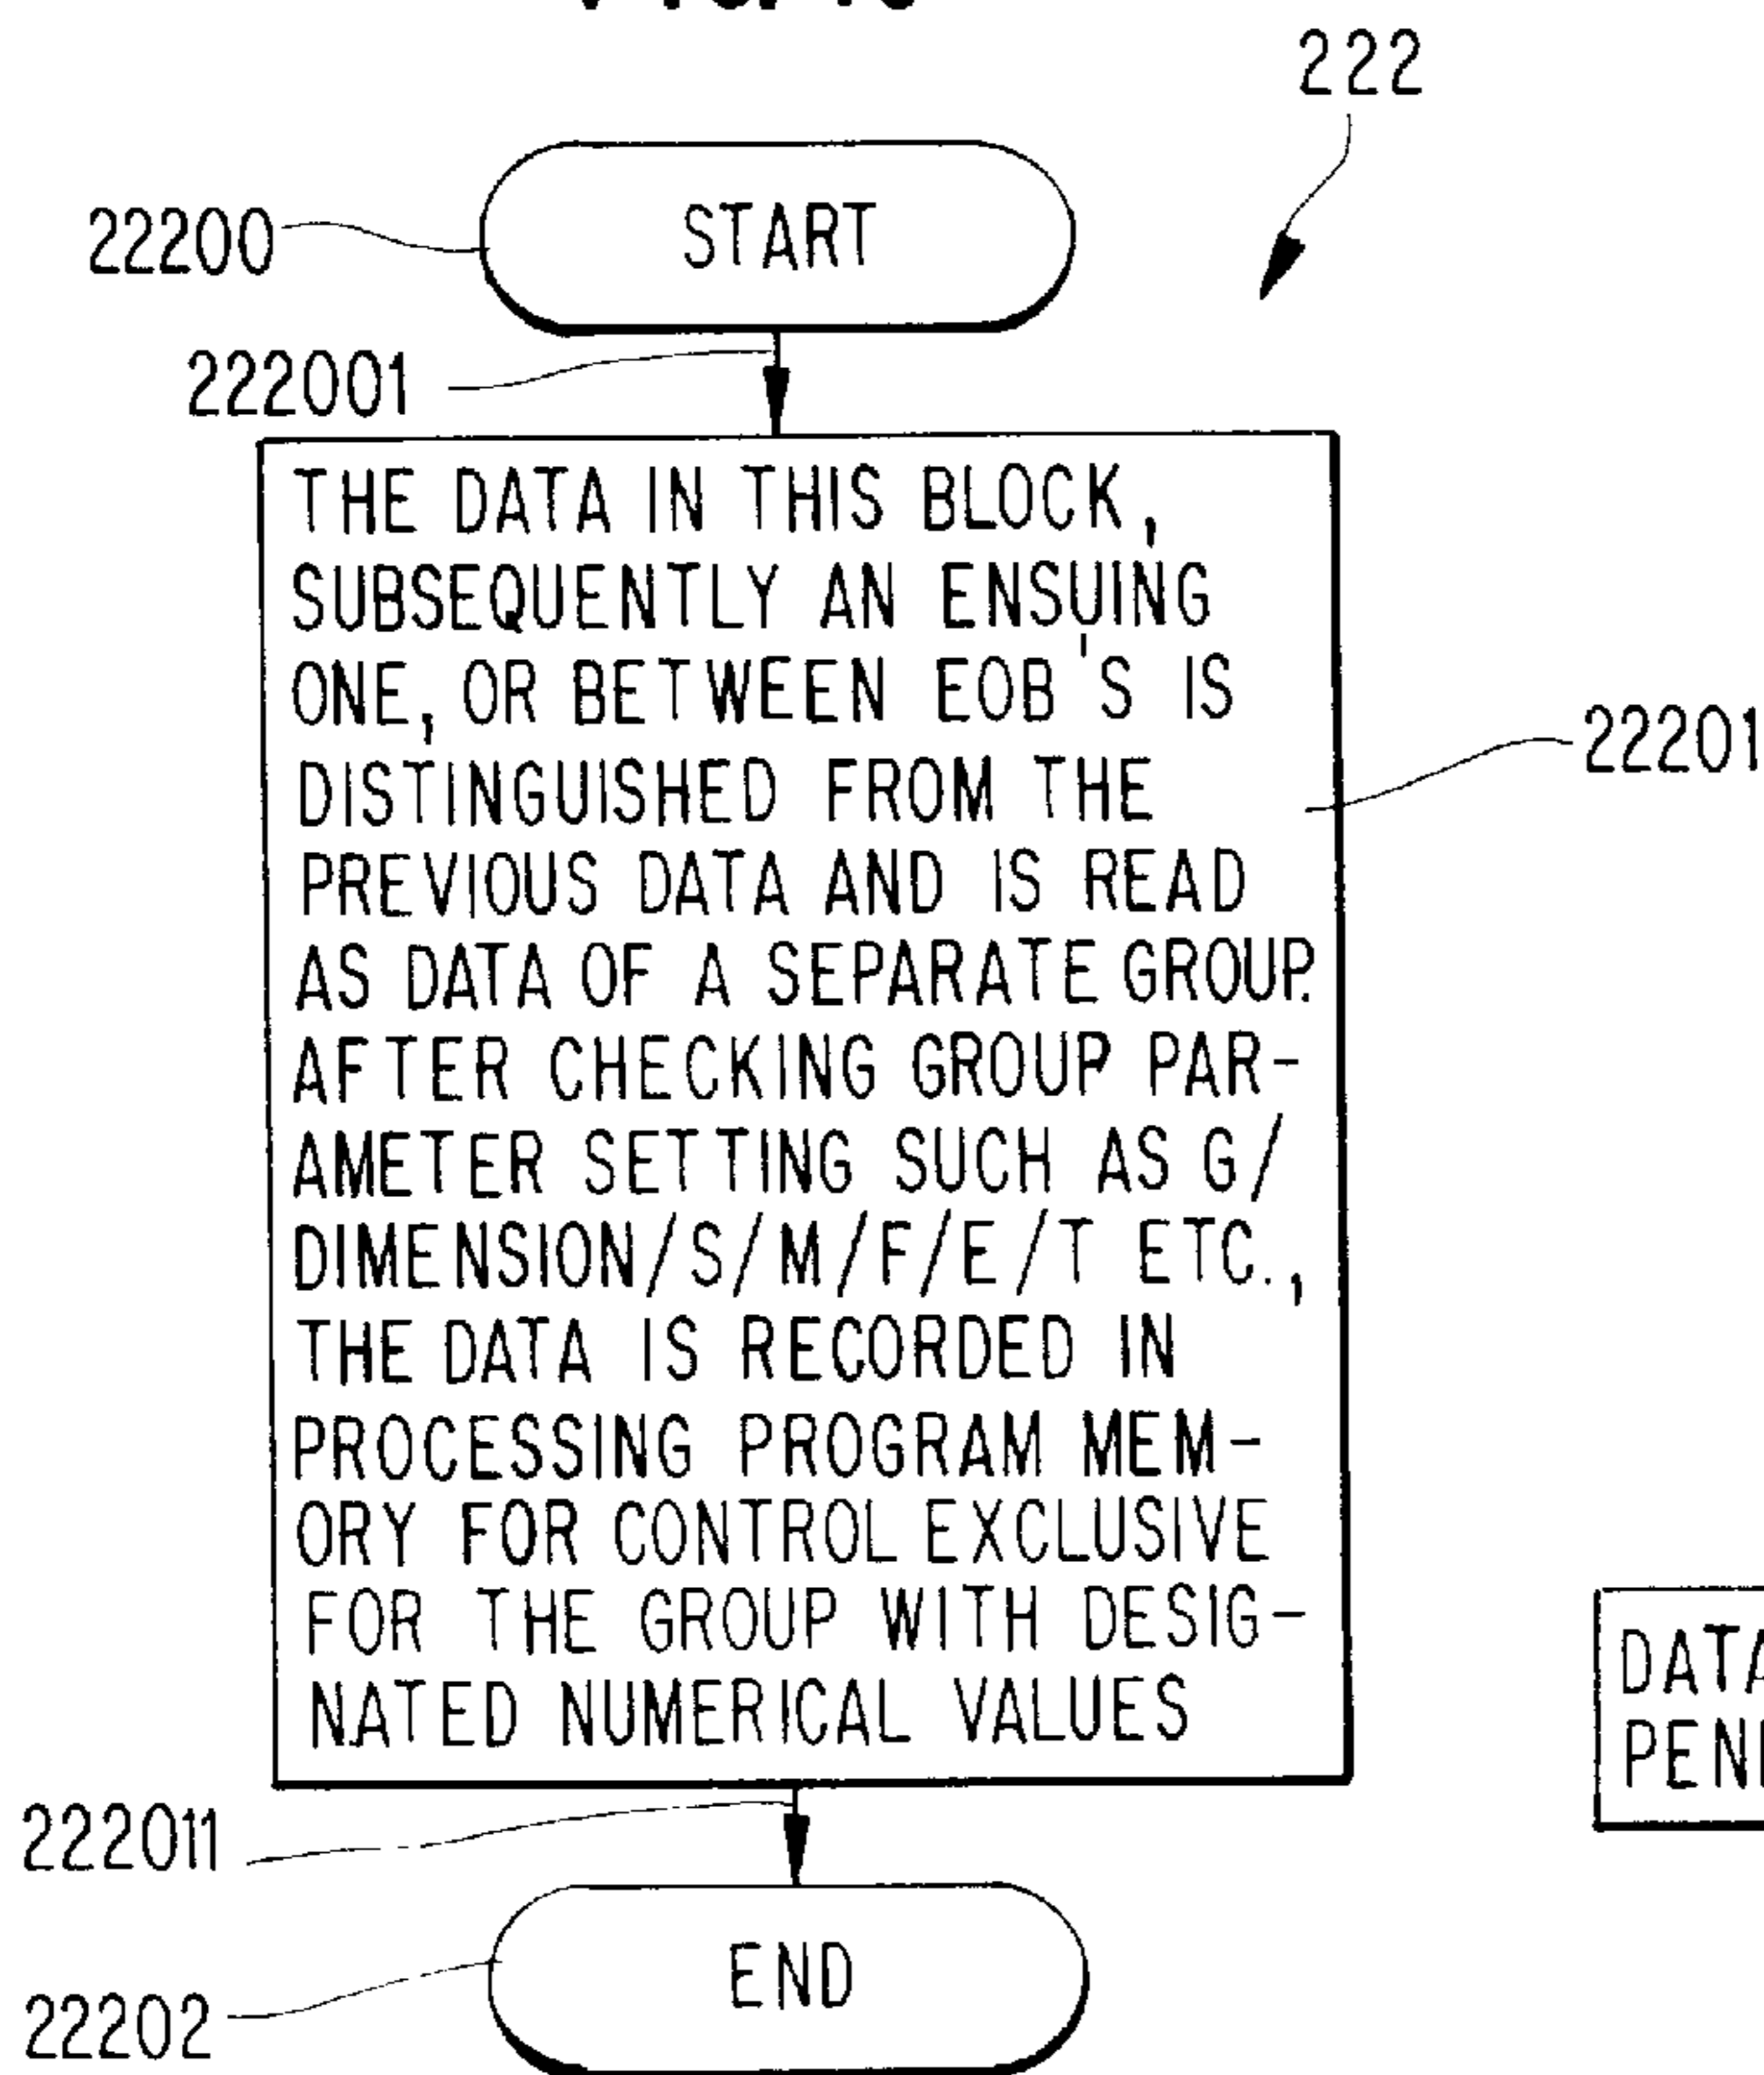 222
22200
START
222001
THE DATA IN THIS BLOCK,
SUBSEQUENTLY AN ENSUING
ONE, OR BETWEEN EOB'S IS
DISTINGUISHED FROM THE
PREVIOUS DATA AND IS READ
AS DATA OF A SEPARATE GROUP.
AFTER CHECKING GROUP PAR-
AMETER SETTING SUCH AS G/
DIMENSION/S/M/F/E/T ETC.,
THE DATA IS RECORDED IN
PROCESSING PROGRAM MEM-
ORY FOR CONTROL EXCLUSIVE
FOR THE GROUP WITH DESIG-
NATED NUMERICAL VALUES
22201
222011
END
22202
DATA
PEN